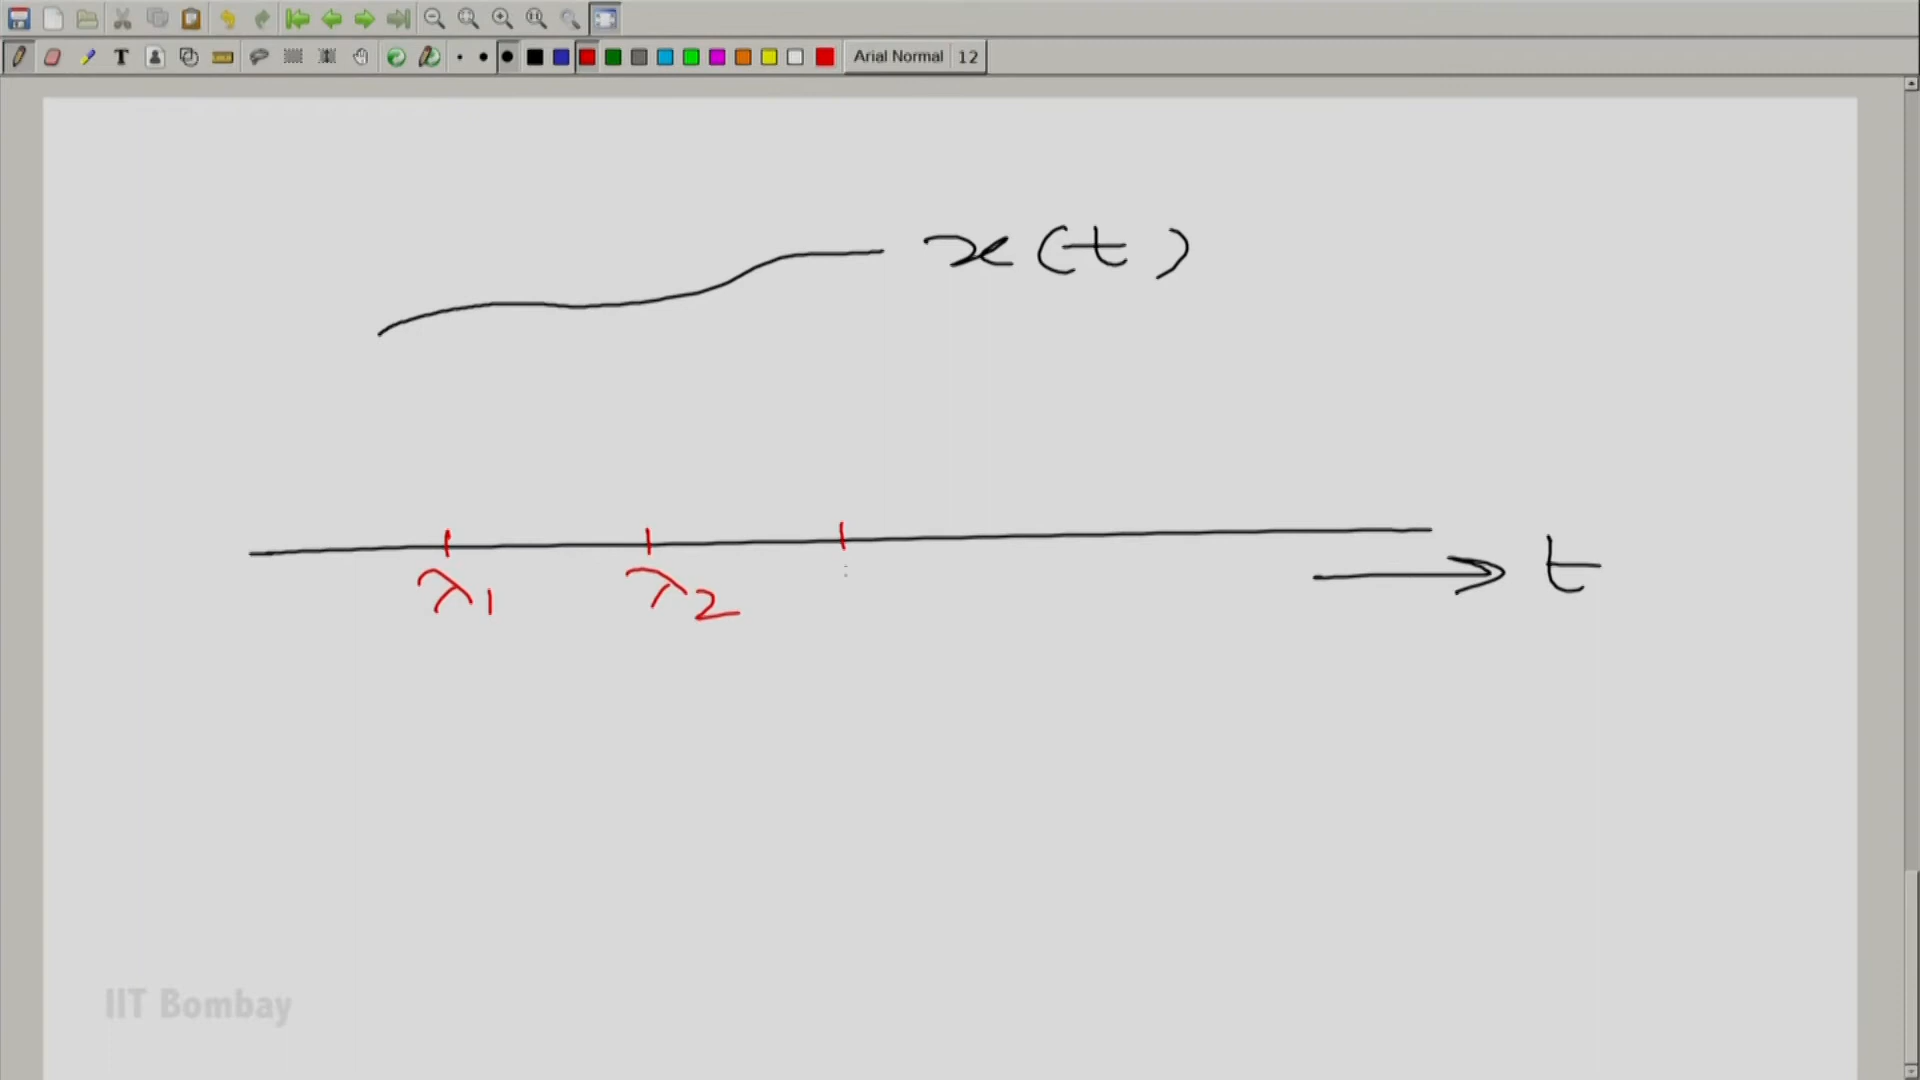 Arial Normal 12
x(t)
λ1 λ2
t
IIT Bombay